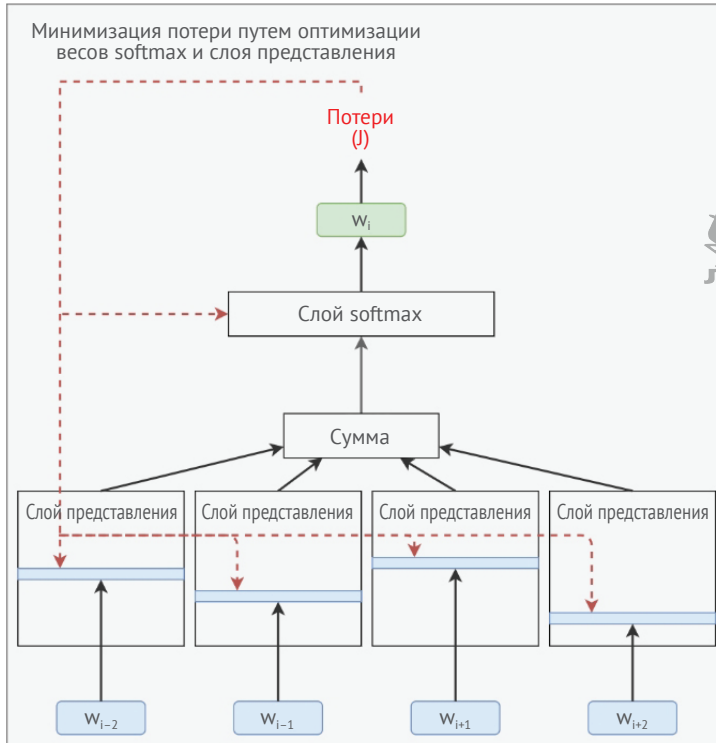 Минимизация потери путем оптимизации
весов softmax и слоя представления
Потери
(J)
wᵢ
Слой softmax
Сумма
Слой представления
Слой представления
Слой представления
Слой представления
wᵢ₋₂
wᵢ₋₁
wᵢ₊₁
wᵢ₊₂